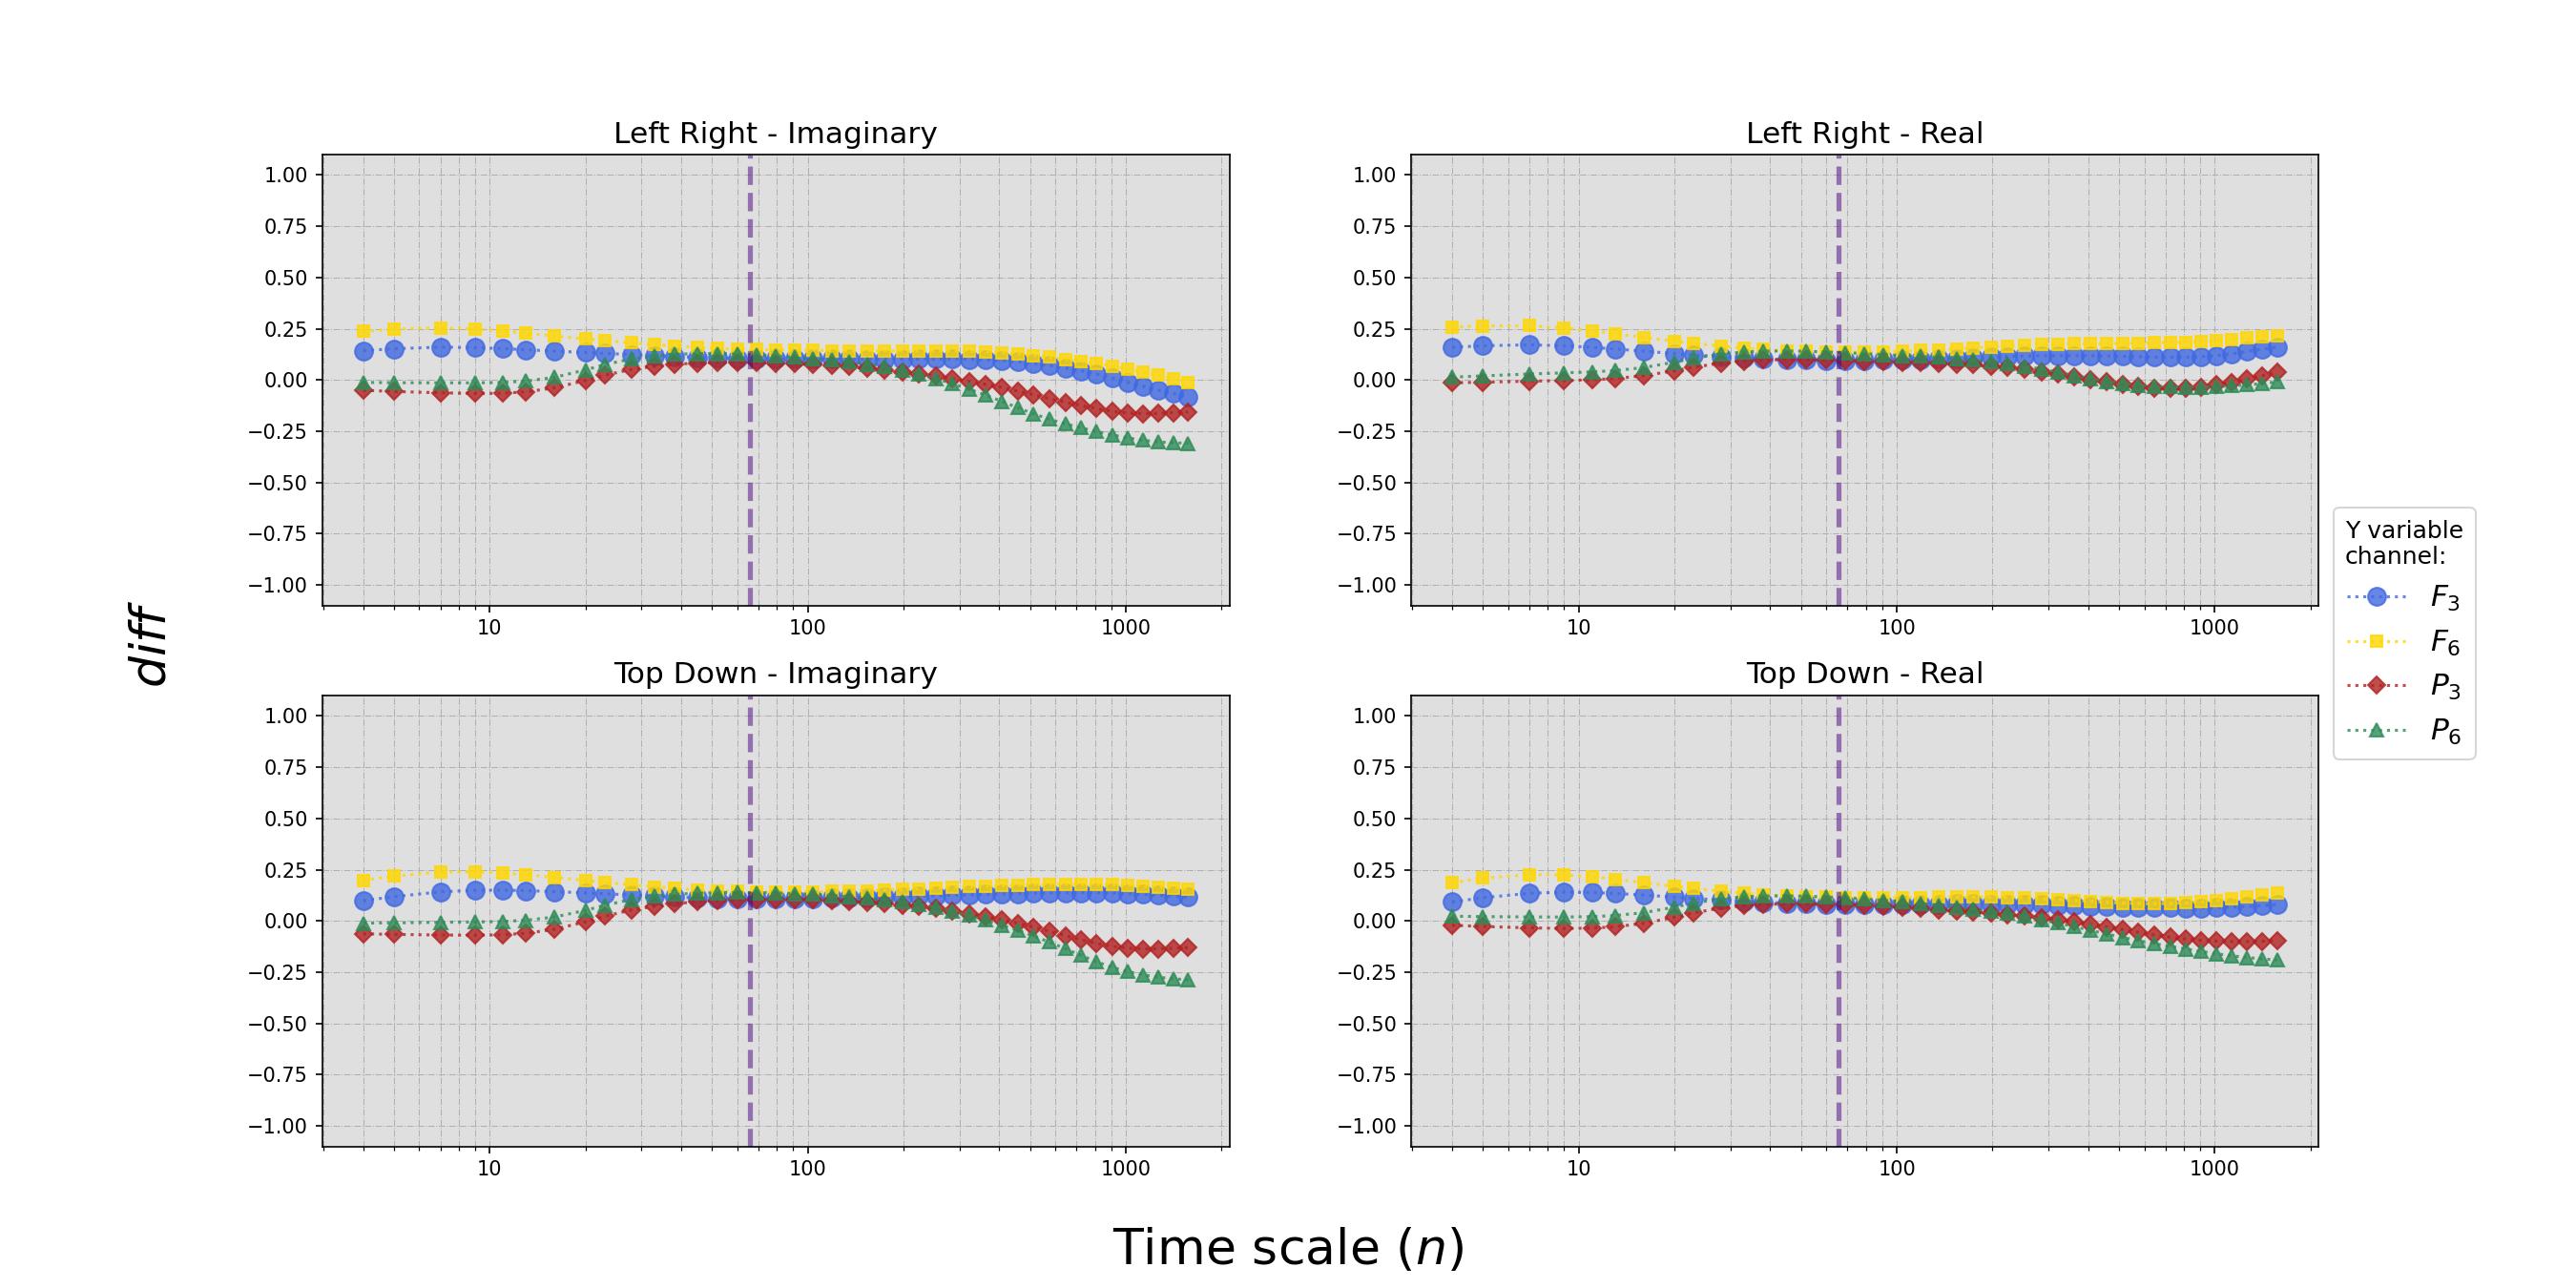 Left Right - Imaginary
1.00
0.75
0.50
0.25
0.00
−0.25
−0.50
−0.75
−1.00
10 100 1000
Left Right - Real
1.00
0.75
0.50
0.25
0.00
−0.25
−0.50
−0.75
−1.00
10 100 1000
Top Down - Imaginary
1.00
0.75
0.50
0.25
0.00
−0.25
−0.50
−0.75
−1.00
10 100 1000
Top Down - Real
1.00
0.75
0.50
0.25
0.00
−0.25
−0.50
−0.75
−1.00
10 100 1000
diff
Time scale (n)
Y variable
channel:
F3
F6
P3
P6